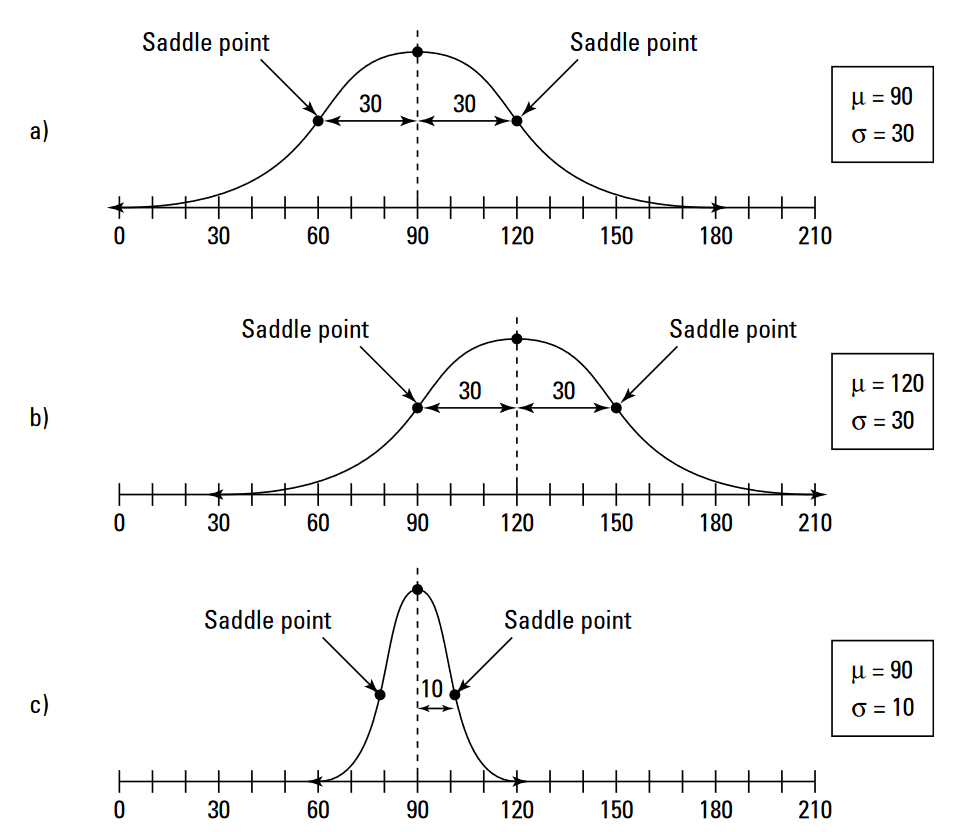 Saddle point Saddle point
30 30
a)
μ = 90
σ = 30
0 30 60 90 120 150 180 210
Saddle point Saddle point
30 30
b)
μ = 120
σ = 30
0 30 60 90 120 150 180 210
Saddle point Saddle point
10
c)
μ = 90
σ = 10
0 30 60 90 120 150 180 210